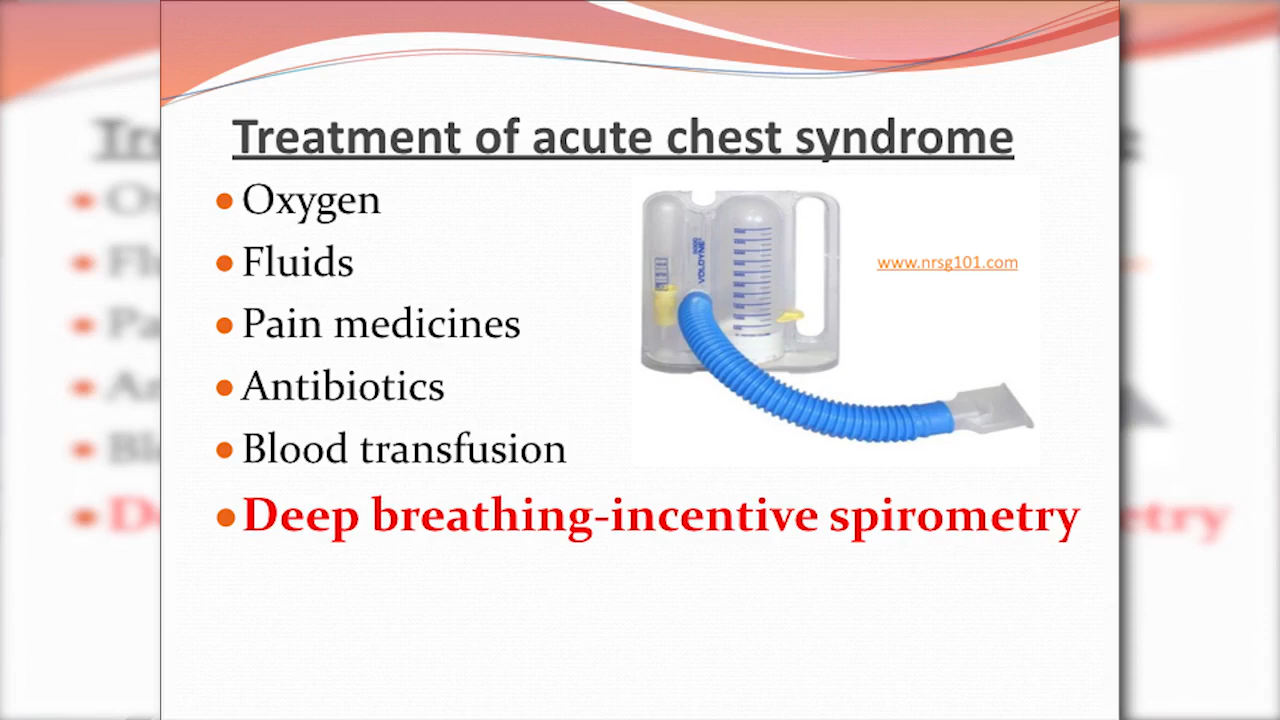 Treatment of acute chest syndrome
Oxygen
Fluids
Pain medicines
Antibiotics
Blood transfusion
Deep breathing-incentive spirometry
VOLDYNE
www.nrsg101.com